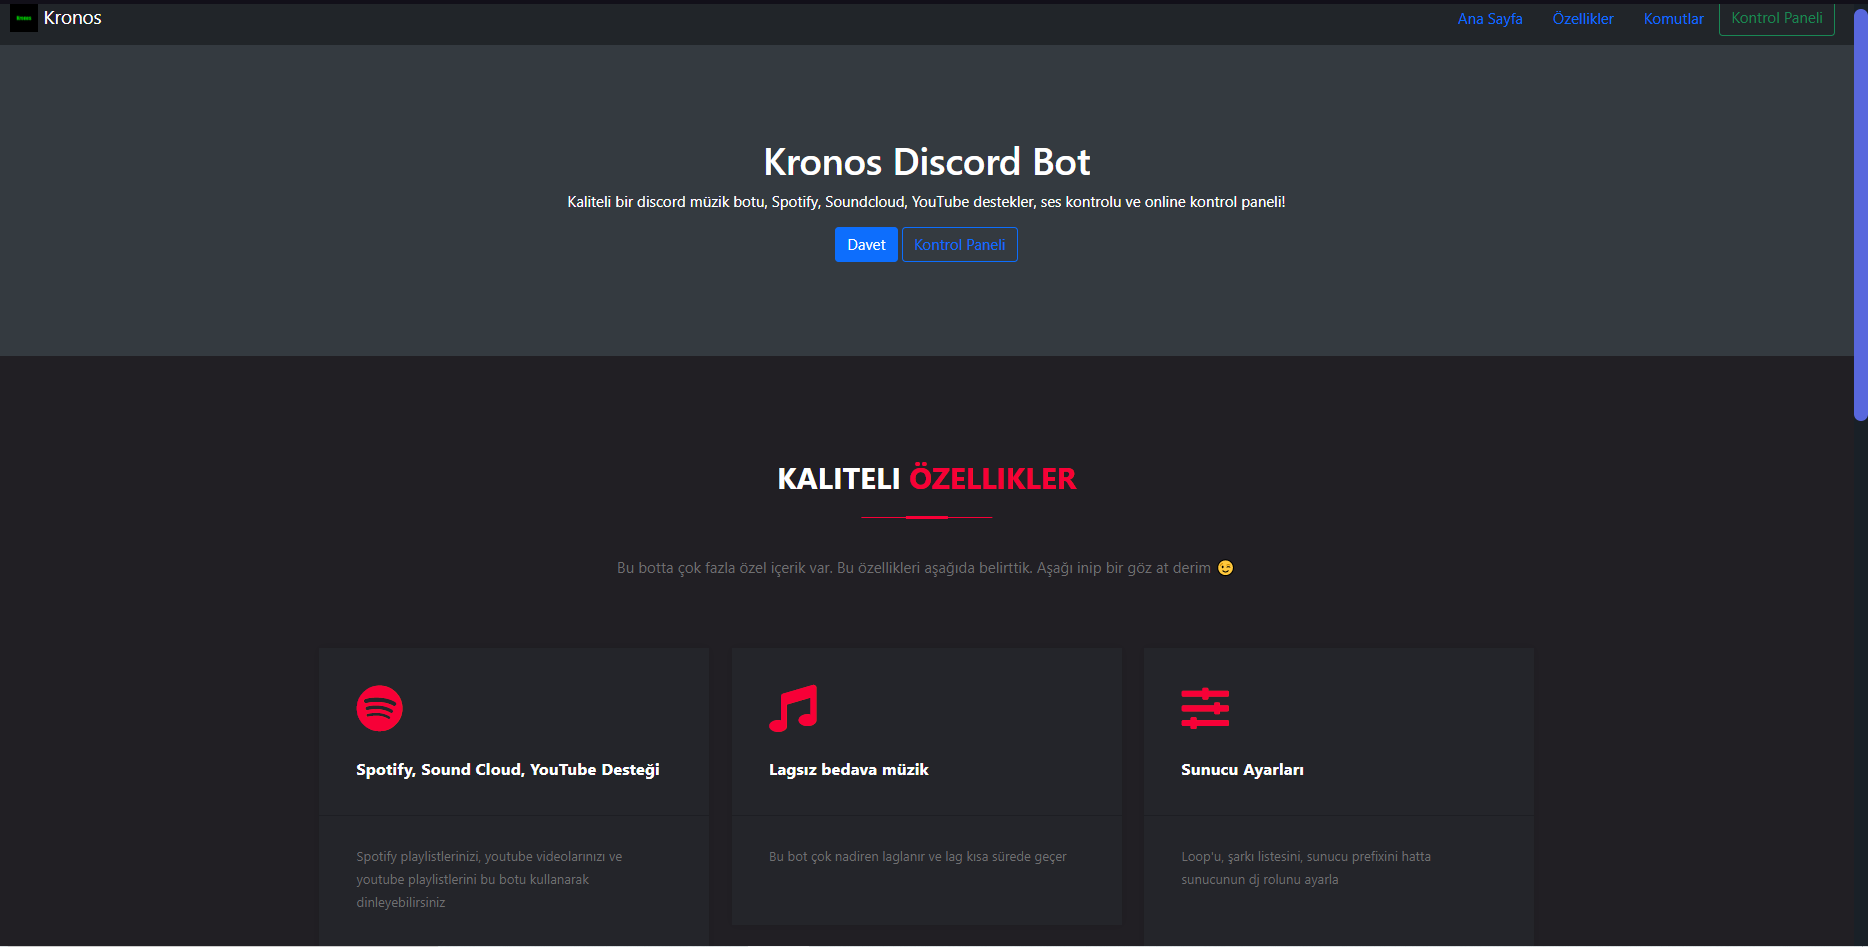 Kronos
Ana Sayfa
Özellikler
Komutlar
Kontrol Paneli
Kronos Discord Bot
Kaliteli bir discord müzik botu, Spotify, Soundcloud, YouTube destekler, ses kontrolu ve online kontrol paneli!
Davet
Kontrol Paneli
KALITELI ÖZELLIKLER
Bu botta çok fazla özel içerik var. Bu özellikleri aşağıda belirttik. Aşağı inip bir göz at derim 😉
Spotify, Sound Cloud, YouTube Desteği
Spotify playlistlerinizi, youtube videolarınızı ve
youtube playlistlerini bu botu kullanarak
dinleyebilirsiniz
Lagsız bedava müzik
Bu bot çok nadiren laglanır ve lag kısa sürede geçer
Sunucu Ayarları
Loop'u, şarkı listesini, sunucu prefixini hatta
sunucunun dj rolunu ayarla